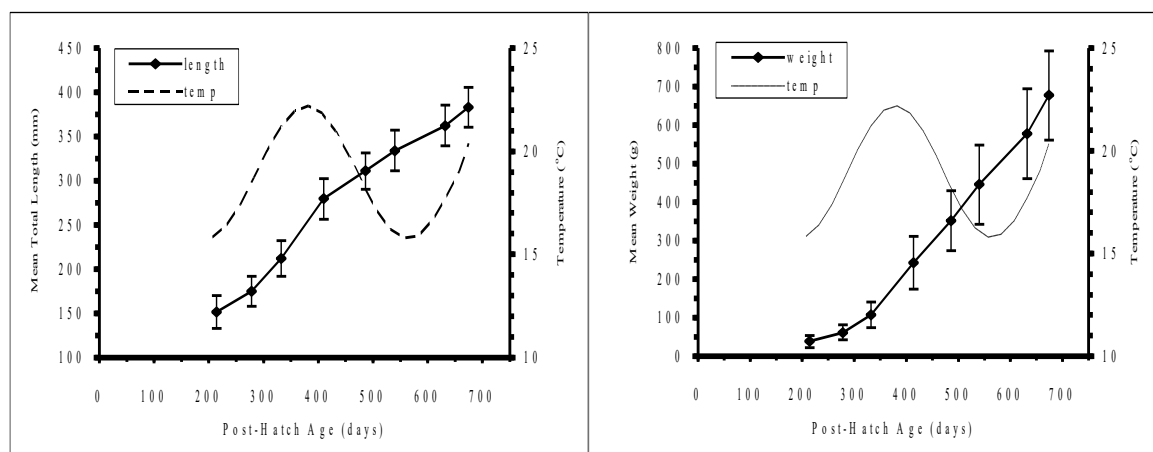 450
400
350
300
250
200
150
100
Mean Total Length (mm)
length
temp
25
20
15
10
Temperature (°C)
0 100 200 300 400 500 600 700
Post-Hatch Age (days)
800
700
600
500
400
300
200
100
0
Mean Weight (g)
weight
temp
25
20
15
10
Temperature (°C)
0 100 200 300 400 500 600 700
Post-Hatch Age (days)